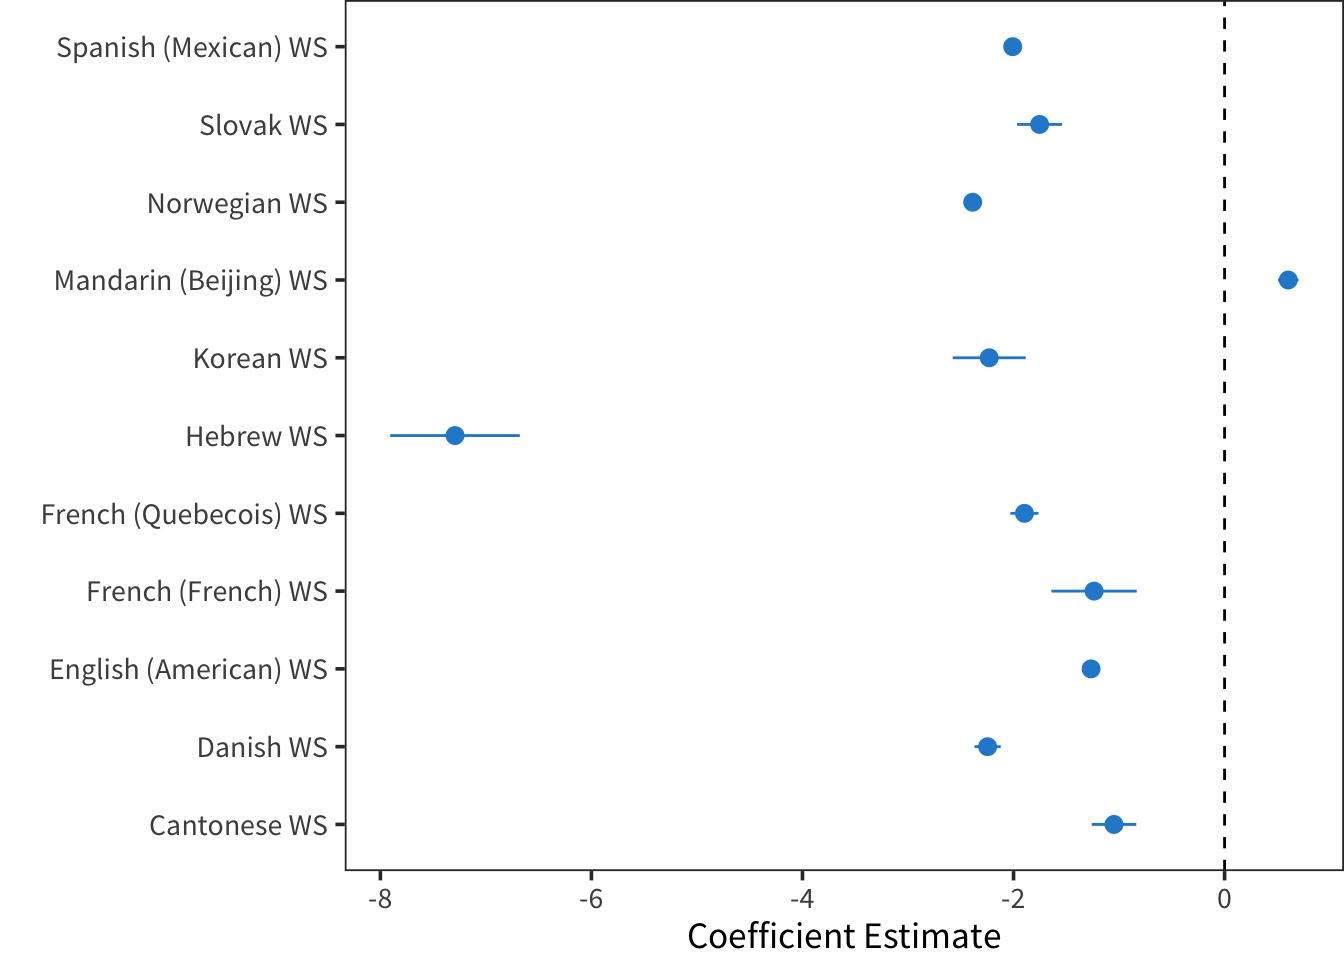 Spanish (Mexican) WS
Slovak WS
Norwegian WS
Mandarin (Beijing) WS
Korean WS
Hebrew WS
French (Quebecois) WS
French (French) WS
English (American) WS
Danish WS
Cantonese WS
-8 -6 -4 -2 0
Coefficient Estimate